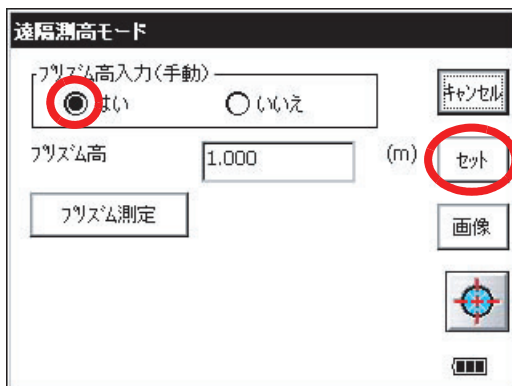 遠隔測高モード
プリズム高入力(手動)
はい
いいえ
キャンセル
プリズム高
1.000
(m)
セット
プリズム測定
画像